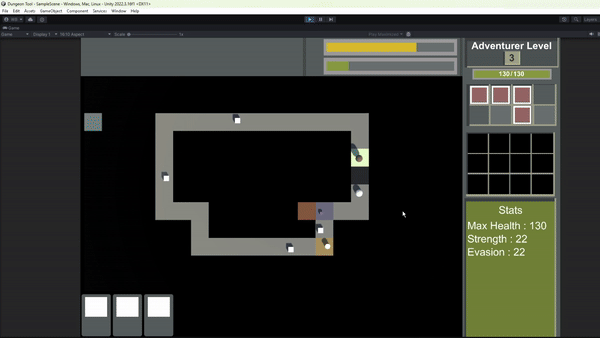 Dungeon Tool - SampleScene - Windows, Mac, Linux - Unity 2022.3.16f1 <DX11>
File Edit Assets GameObject Component Services Window Help
Layers
Game
Game Display 1 16:10 Aspect Scale 1x Play Maximized
Adventurer Level
3
130/130
Stats
Max Health : 130
Strength : 22
Evasion : 22